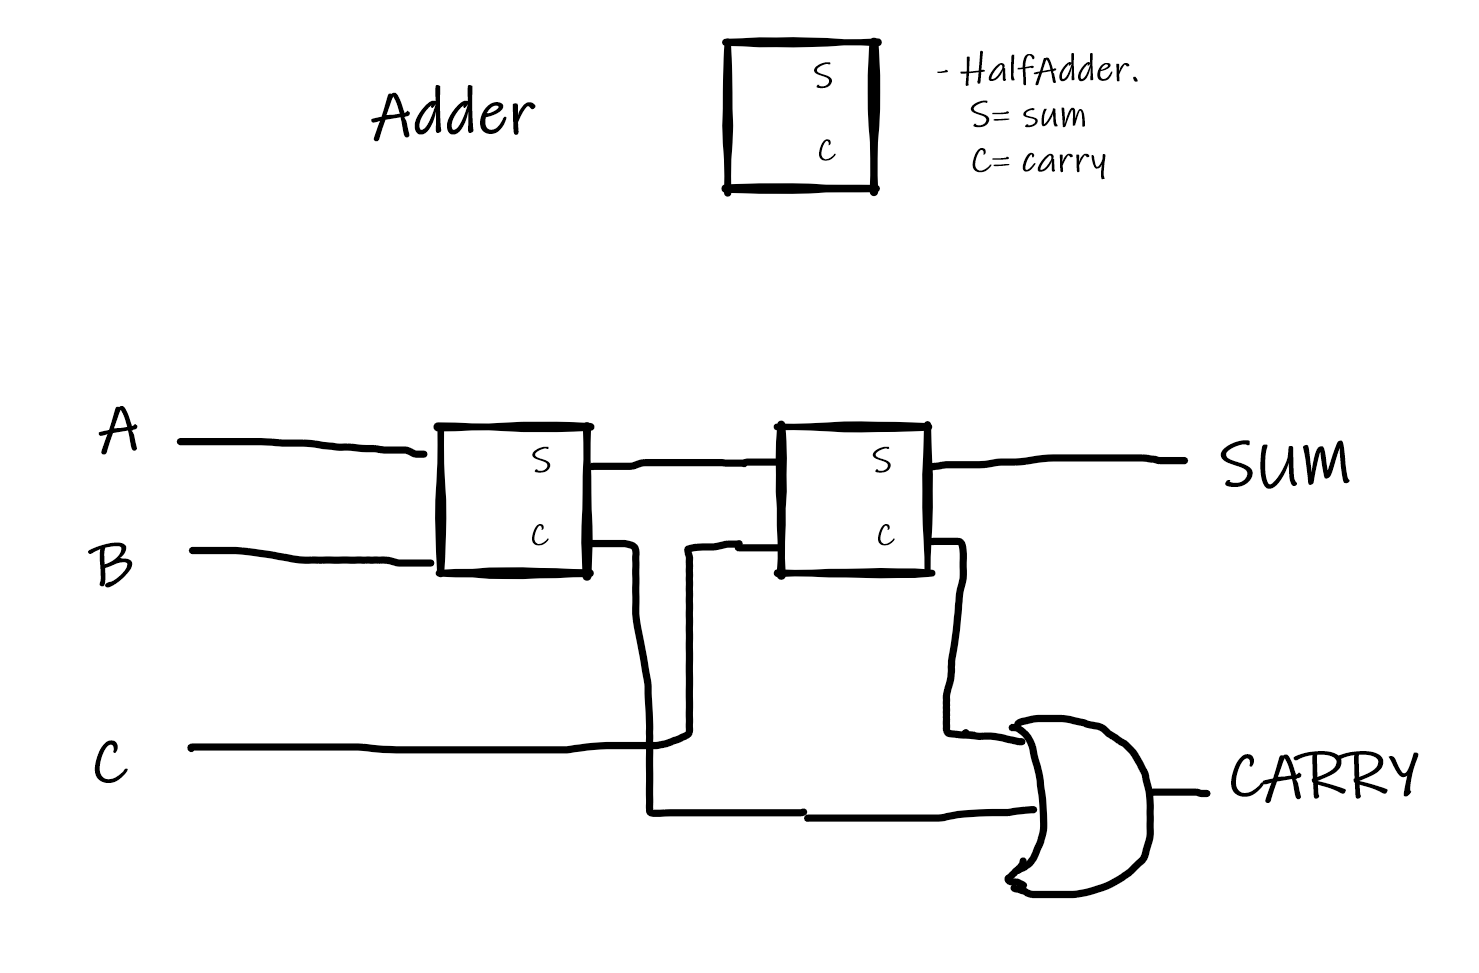 Adder
S
C
- HalfAdder.
S= sum
C= carry
A
B
C
S
C
S
C
SUM
CARRY